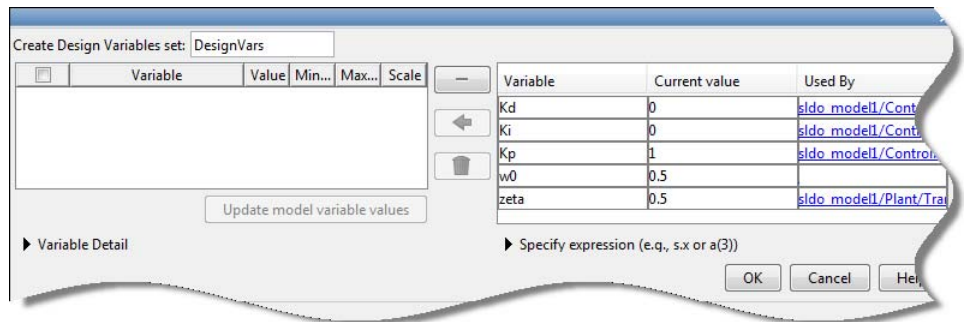 Create Design Variables set: DesignVars
Variable Value Min... Max... Scale
Variable Current value Used By
Kd 0
Ki 0
Kp 1
w0 0.5
zeta 0.5
Update model variable values
Variable Detail
Specify expression (e.g., s.x or a(3))
OK Cancel